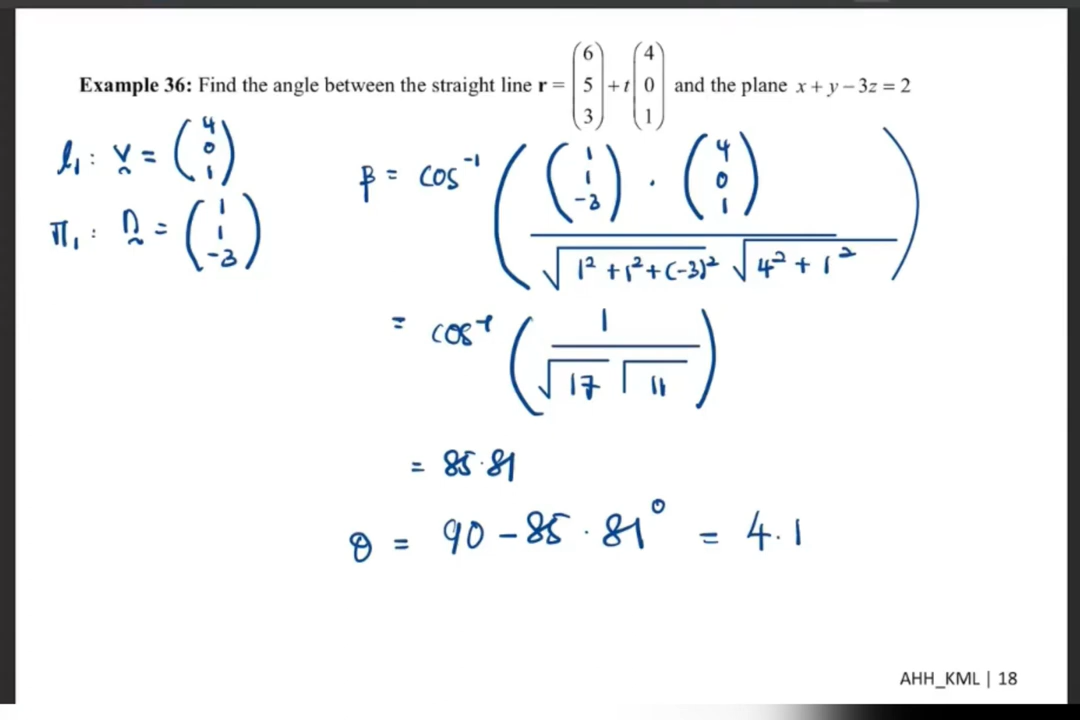 Example 36: Find the angle between the straight line r = (6 5 3) + t (4 0 1) and the plane x + y − 3z = 2
l₁ : v = (4 0 1)
π₁ : n = (1 1 -3)
β = cos⁻¹ ( (1 1 -3) · (4 0 1) / √1² + 1² + (-3)² √4² + 1² )
= cos⁻¹ ( 1 / √17 √11 )
= 85.81
θ = 90 - 85.81° = 4.1
AHH_KML | 18